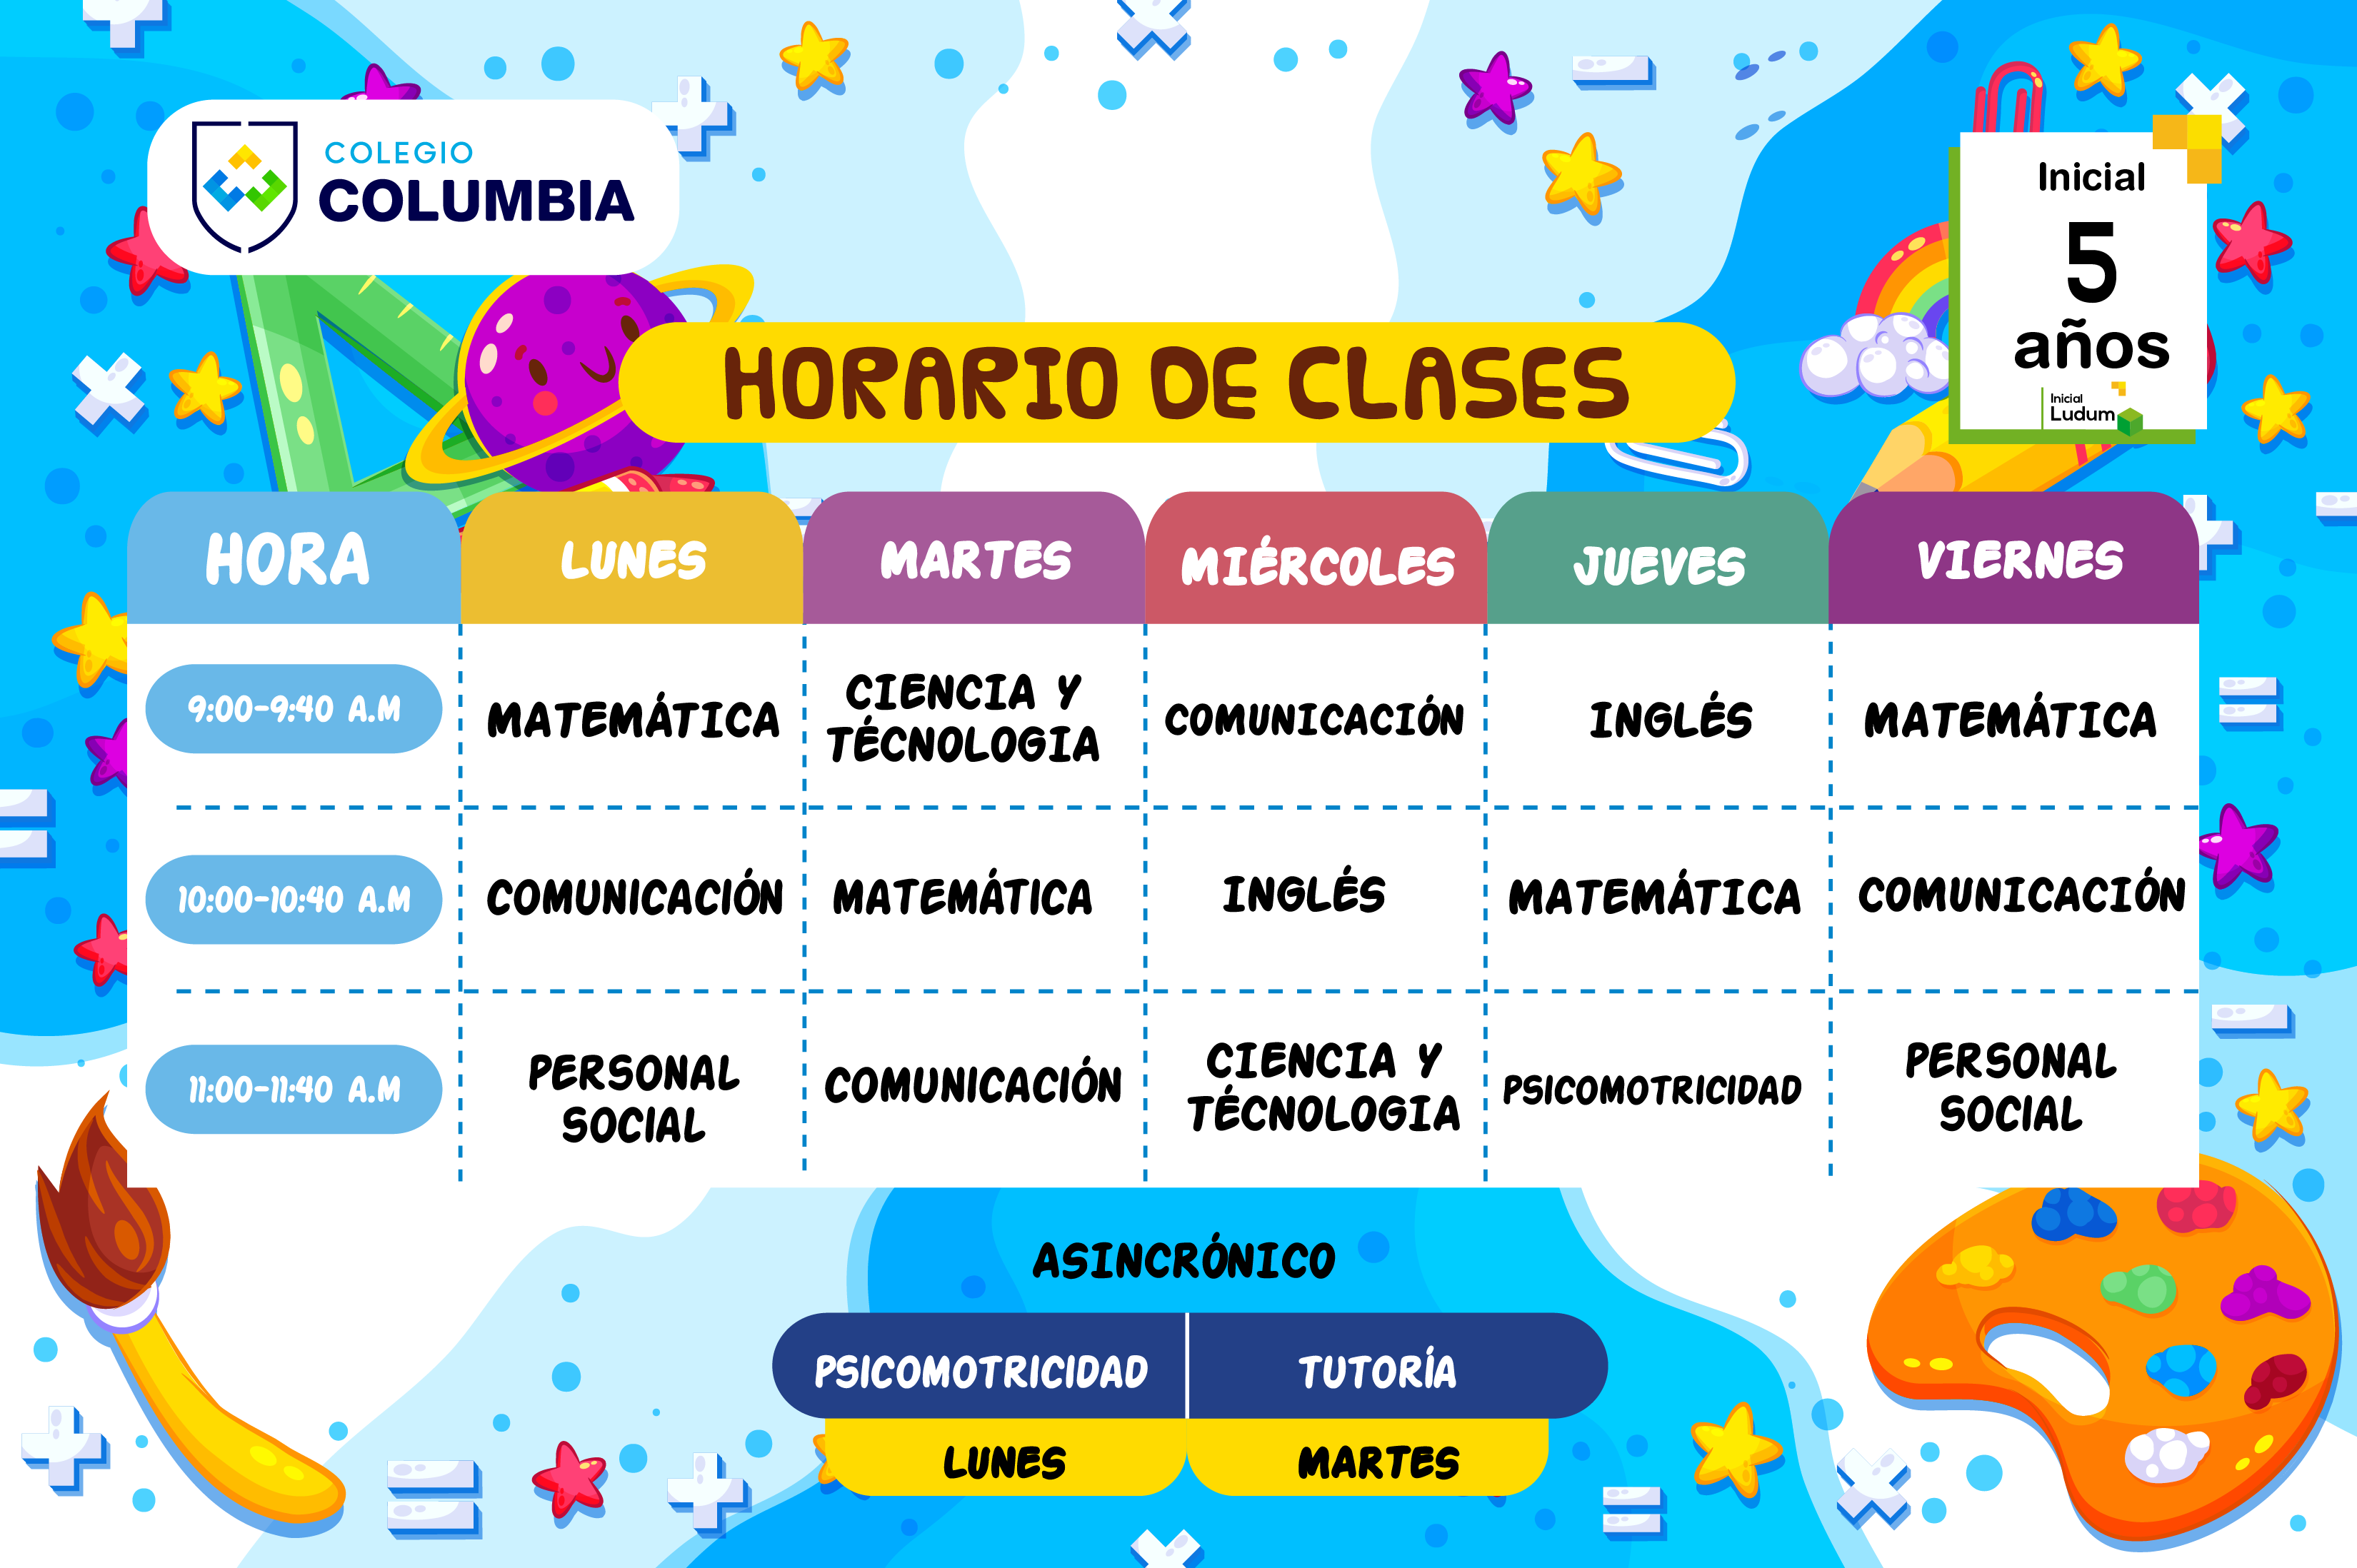 COLEGIO
COLUMBIA
Inicial
5
años
Inicial
Ludum
HORARIO DE CLASES
HORA
LUNES
MARTES
MIÉRCOLES
JUEVES
VIERNES
9:00-9:40 A.M
MATEMÁTICA
CIENCIA Y
TÉCNOLOGIA
COMUNICACIÓN
INGLÉS
MATEMÁTICA
10:00-10:40 A.M
COMUNICACIÓN
MATEMÁTICA
INGLÉS
MATEMÁTICA
COMUNICACIÓN
11:00-11:40 A.M
PERSONAL
SOCIAL
COMUNICACIÓN
CIENCIA Y
TÉCNOLOGIA
PSICOMOTRICIDAD
PERSONAL
SOCIAL
ASINCRÓNICO
PSICOMOTRICIDAD
TUTORÍA
LUNES
MARTES